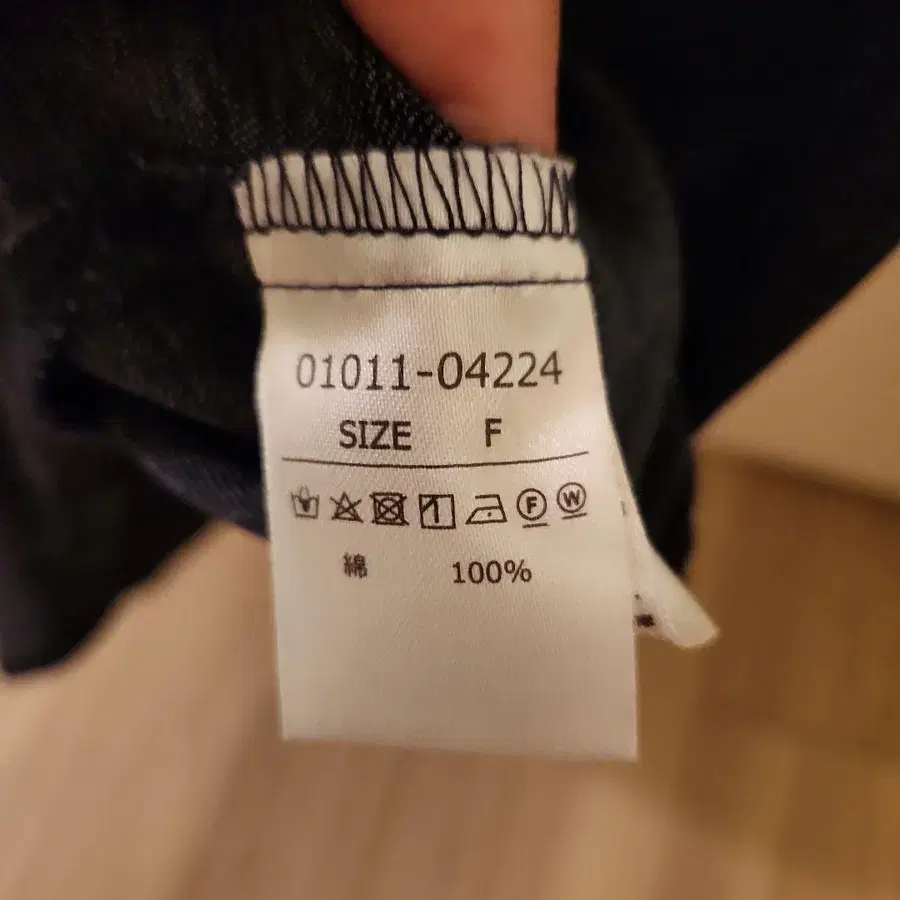 01011-04224
SIZE F
F W
綿 100%